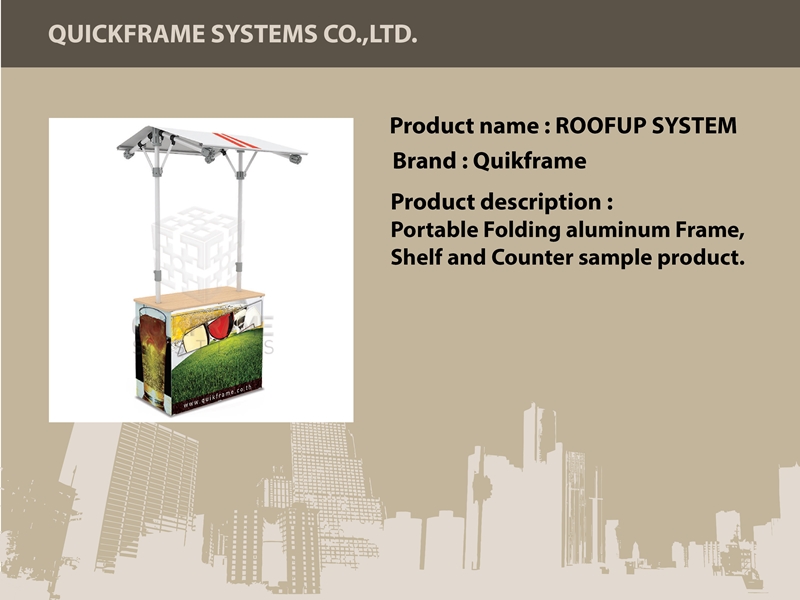 QUICKFRAME SYSTEMS CO.,LTD.
Product name : ROOFUP SYSTEM
Brand : Quikframe
Product description :
Portable Folding aluminum Frame,
Shelf and Counter sample product.
www.quikframe.co.th